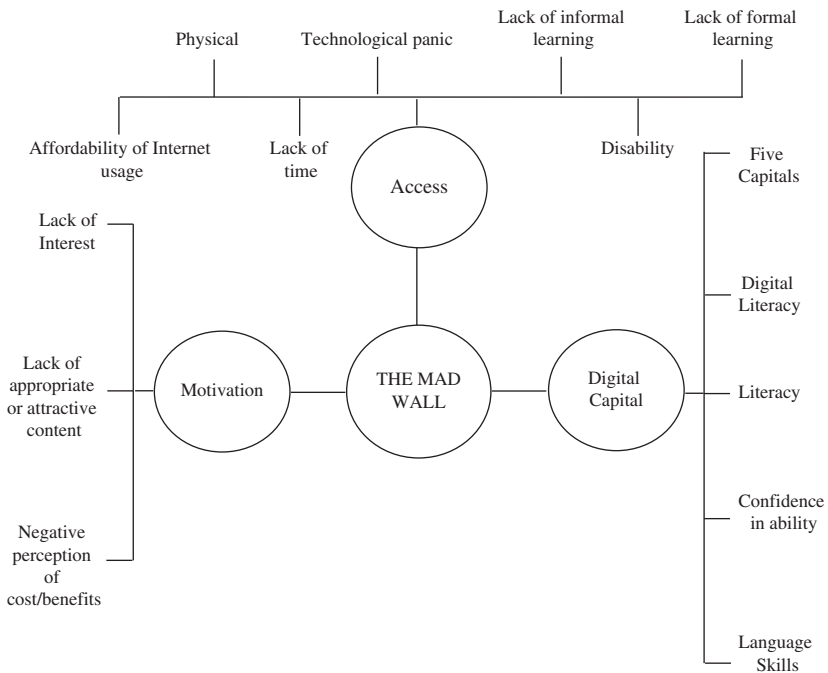 Physical
Technological panic
Lack of informal
learning
Lack of formal
learning
Affordability of Internet
usage
Lack of
time
Disability
Access
Five
Capitals
Lack of
Interest
Digital
Literacy
Lack of
appropriate
or attractive
content
Motivation
THE MAD
WALL
Digital
Capital
Literacy
Confidence
in ability
Negative
perception
of
cost/benefits
Language
Skills